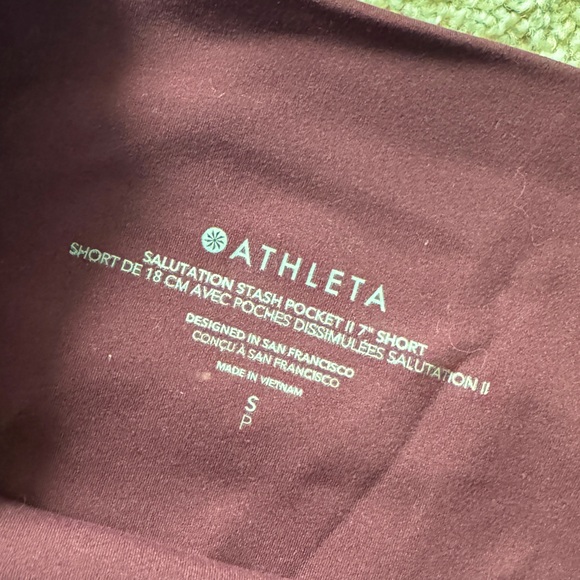 ATHLETA
SALUTATION STASH POCKET II 7" SHORT
SHORT DE 18 CM AVEC POCHES DISSIMULÉES SALUTATION II
DESIGNED IN SAN FRANCISCO
CONÇU À SAN FRANCISCO
MADE IN VIETNAM
S
P